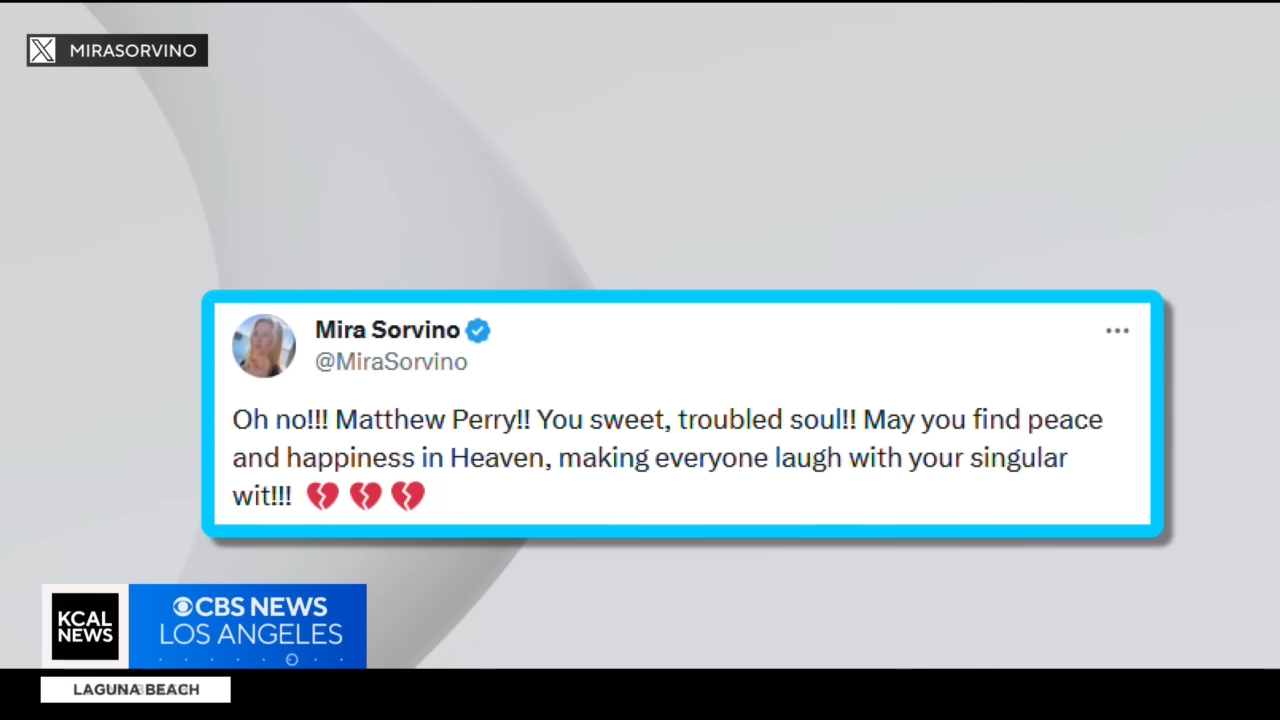 MIRASORVINO
Mira Sorvino
@MiraSorvino
Oh no!!! Matthew Perry!! You sweet, troubled soul!! May you find peace
and happiness in Heaven, making everyone laugh with your singular
wit!!! 💔 💔 💔
KCAL
NEWS
CBS NEWS
LOS ANGELES
LAGUNA BEACH